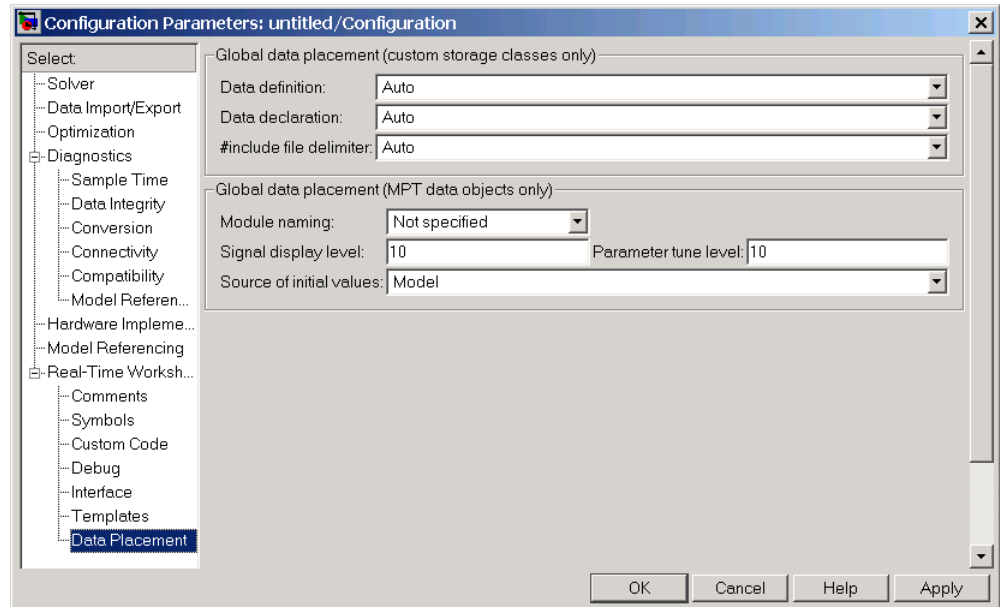 Configuration Parameters: untitled/Configuration
Select:
Solver
Data Import/Export
Optimization
Diagnostics
Sample Time
Data Integrity
Conversion
Connectivity
Compatibility
Model Referen...
Hardware Impleme...
Model Referencing
Real-Time Worksh...
Comments
Symbols
Custom Code
Debug
Interface
Templates
Data Placement
Global data placement (custom storage classes only)
Data definition: Auto
Data declaration: Auto
#include file delimiter: Auto
Global data placement (MPT data objects only)
Module naming: Not specified
Signal display level: 10 Parameter tune level: 10
Source of initial values: Model
OK Cancel Help Apply